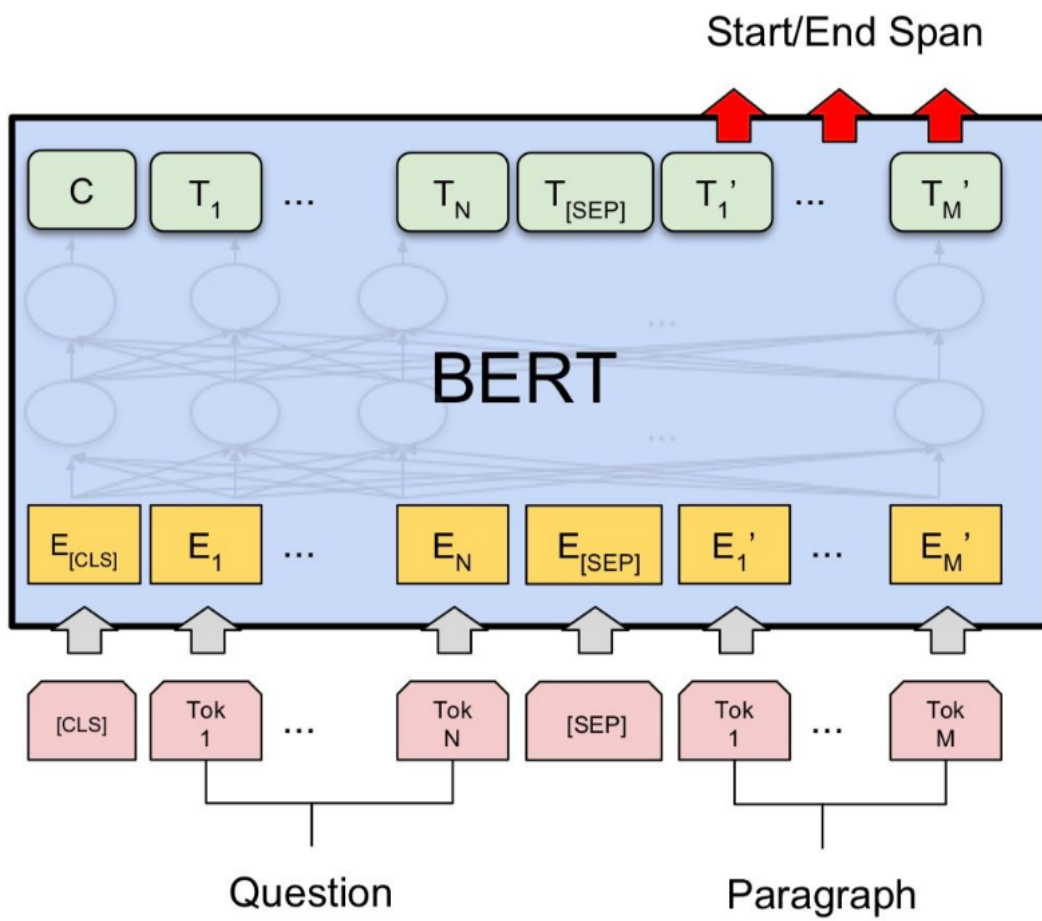 Start/End Span
C T1 ... TN T[SEP] T1’ ... TM’
...
BERT
...
E[CLS] E1 ... EN E[SEP] E1’ ... EM’
[CLS] Tok 1 ... Tok N [SEP] Tok 1 ... Tok M
Question Paragraph